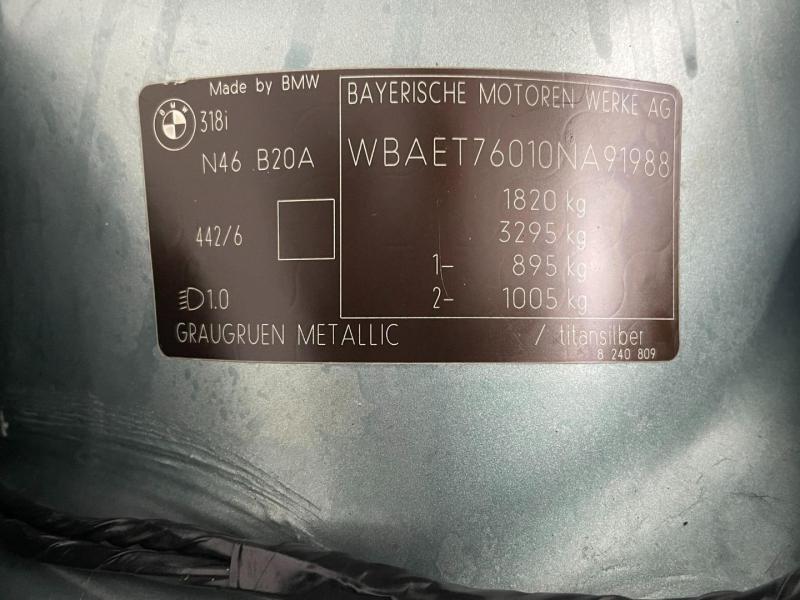 Made by BMW
BMW
318i
N46 B20A
442/6
1.0
BAYERISCHE MOTOREN WERKE AG
WBAET76010NA91988
1820 kg
3295 kg
1- 895 kg
2- 1005 kg
GRAUGRUEN METALLIC / titansilber
8 240 809